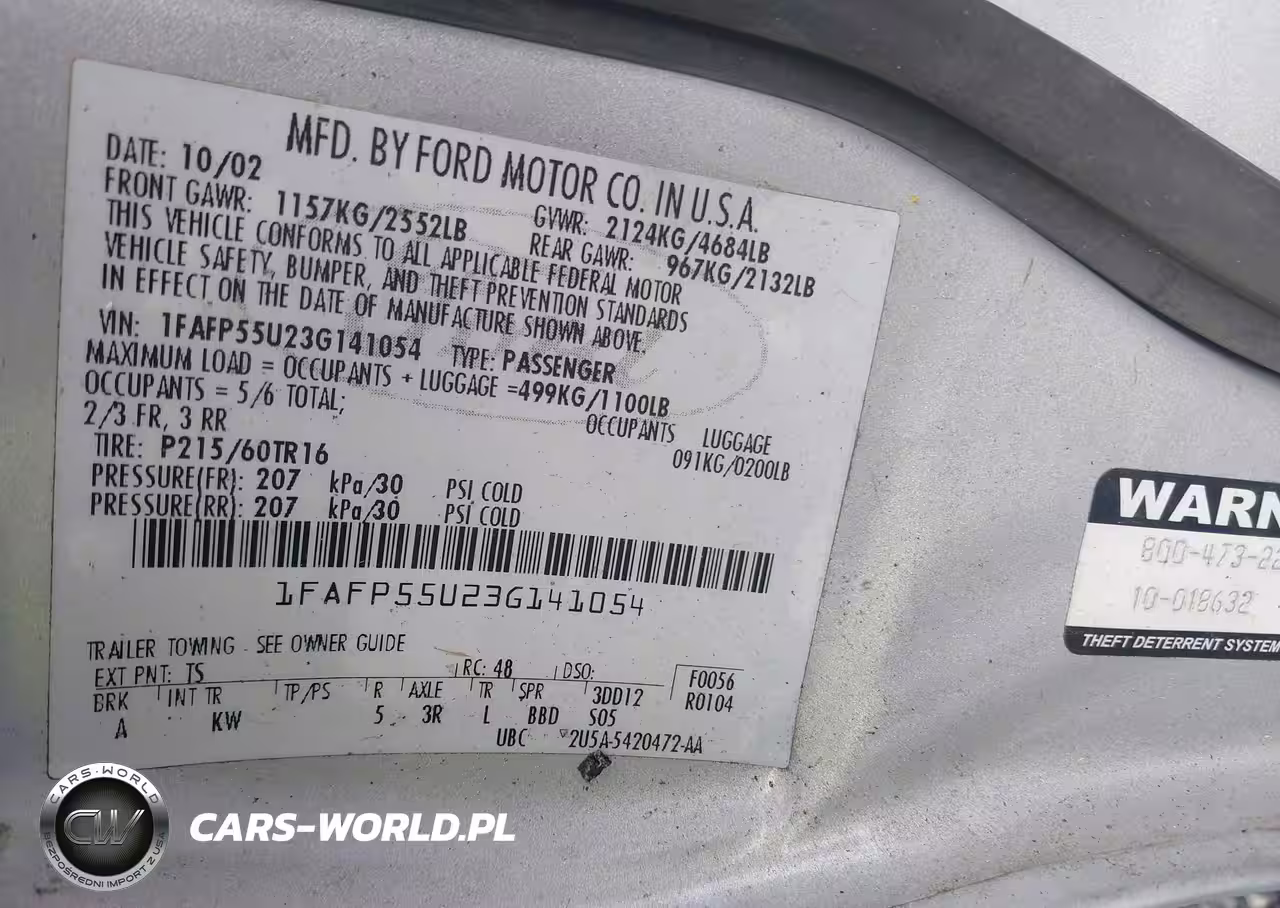 MFD. BY FORD MOTOR CO. IN U.S.A.
DATE: 10/02 GVWR: 2124KG/4684LB
FRONT GAWR: 1157KG/2552LB REAR GAWR: 967KG/2132LB
THIS VEHICLE CONFORMS TO ALL APPLICABLE FEDERAL MOTOR
VEHICLE SAFETY, BUMPER, AND THEFT PREVENTION STANDARDS
IN EFFECT ON THE DATE OF MANUFACTURE SHOWN ABOVE.
VIN: 1FAFP55U23G141054 TYPE: PASSENGER
MAXIMUM LOAD = OCCUPANTS + LUGGAGE =499KG/1100LB
OCCUPANTS = 5/6 TOTAL; OCCUPANTS LUGGAGE
2/3 FR, 3 RR 091KG/0200LB
TIRE: P215/60TR16
PRESSURE(FR): 207 kPa/30 PSI COLD
PRESSURE(RR): 207 kPa/30 PSI COLD
1FAFP55U23G141054
TRAILER TOWING - SEE OWNER GUIDE
EXT PNT: TS RC: 48 DSO: F0056
BRK INT TR TP/PS R AXLE TR SPR 3DD12 R0104
A KW 5 3R L BBD S05
UBC 2U5A-5420472-AA
WARN
800-473-22
10-018632
THEFT DETERRENT SYSTEM
CARS-WORLD
CW
BEZPOŚREDNI IMPORT Z USA
CARS-WORLD.PL